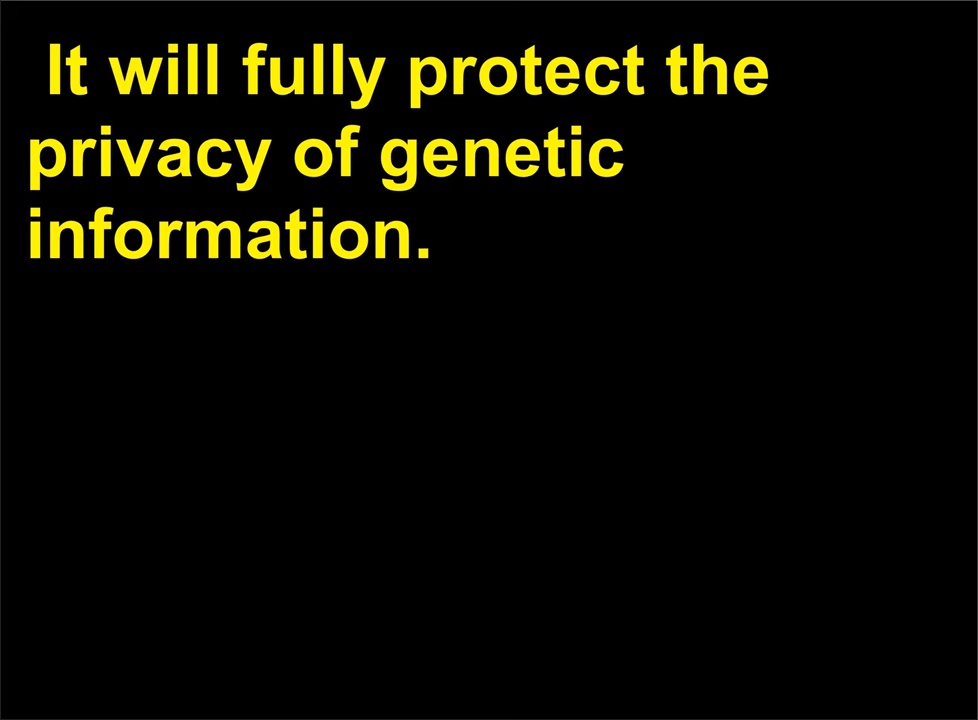 It will fully protect the
privacy of genetic
information.